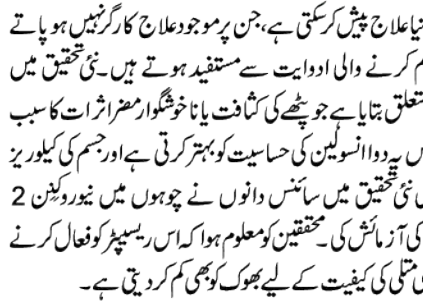 نیا علاج پیش کرسکتی ہے، جن پر موجود علاج کارگر نہیں ہو پاتے
کم کرنے والی ادوایت سے مستفید ہوتے ہیں۔ نئی تحقیق میں
متعلق بتایا ہے جو پٹھے کی کثافت یا ناخوشگوار مضر اثرات کا سبب
یہ دوا انسولین کی حساسیت کو بہتر کرتی ہے اور جسم کی کیلوریز
نئی تحقیق میں سائنس دانوں نے چوہوں میں نیوروکِنِن 2
کی آزمائش کی۔ محققین کو معلوم ہوا کہ اس ریسیپٹر کو فعال کرنے
متلی کی کیفیت کے لیے بھوک کو بھی کم کر دیتی ہے۔